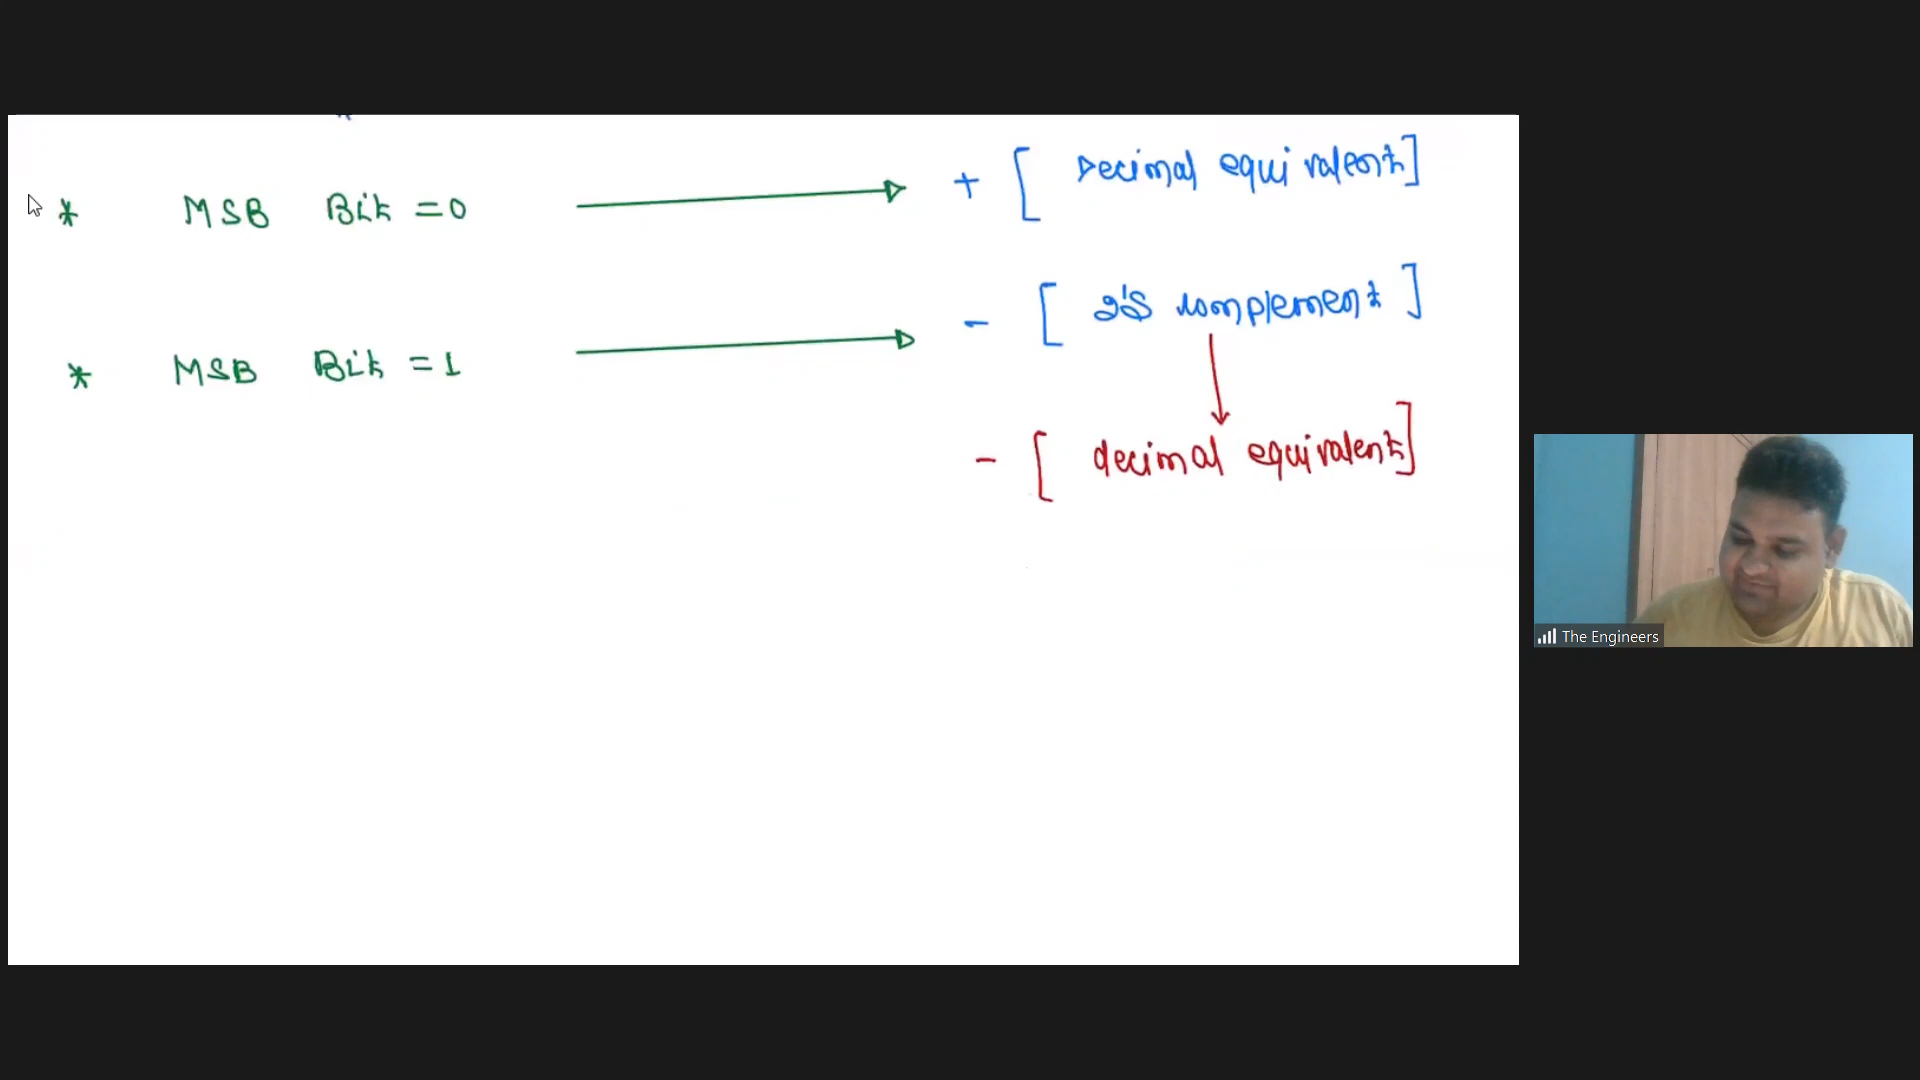 * MSB Bit = 0 → + [ Decimal equivalent ]
* MSB Bit = 1 → - [ 2's complement ]
- [ decimal equivalent ]
The Engineers